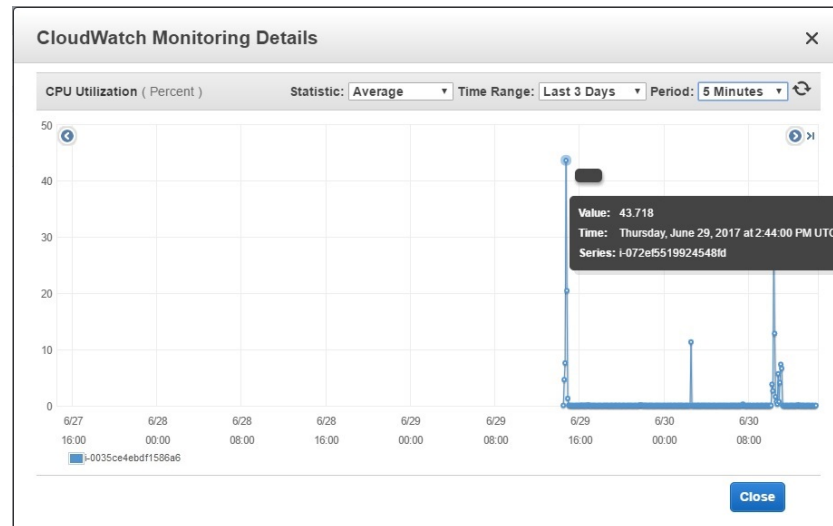 CloudWatch Monitoring Details
CPU Utilization ( Percent ) Statistic: Average Time Range: Last 3 Days Period: 5 Minutes
50
40
Value: 43.718
30
Time: Thursday, June 29, 2017 at 2:44:00 PM UTC
Series: i-072ef5519924548fd
20
10
0
6/27 6/28 6/28 6/28 6/29 6/29 6/29 6/30 6/30
16:00 00:00 08:00 16:00 00:00 08:00 16:00 00:00 08:00
i-0035ce4ebdf1586a6
Close